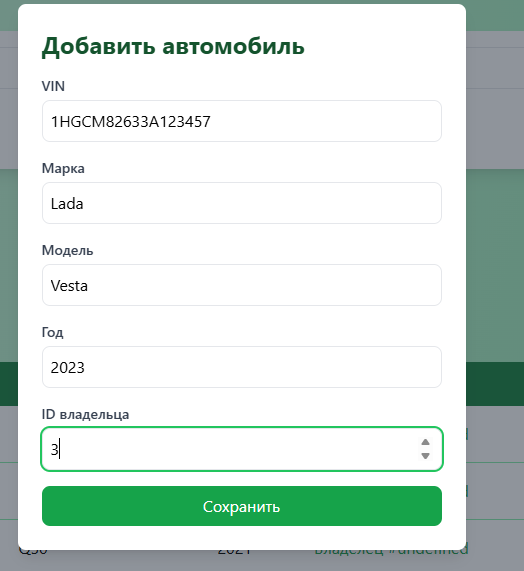 Добавить автомобиль
VIN
1HGCM82633A123457
Марка
Lada
Модель
Vesta
Год
2023
ID владельца
3
Сохранить
Q50 2021 Владелец #undefined